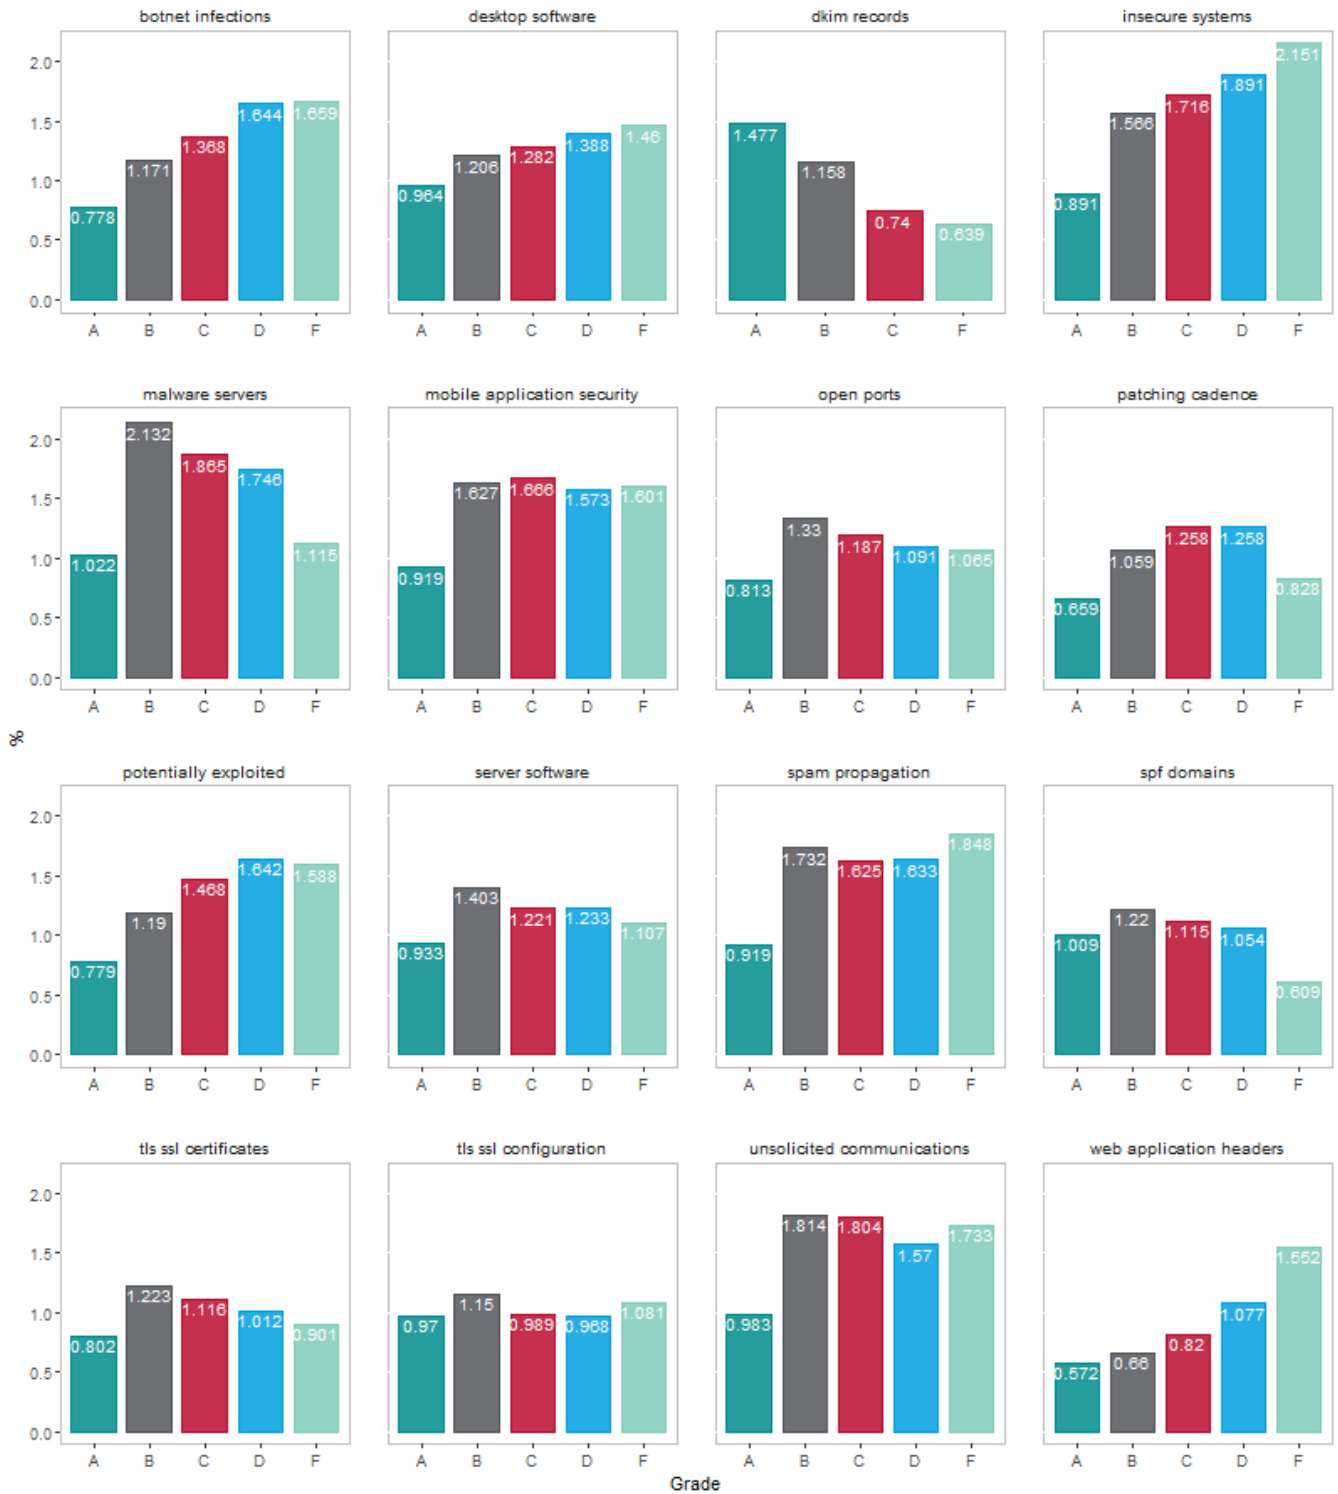 botnet infections desktop software dkim records insecure systems
2.0
1.5
1.0
0.5
0.0
0.778 1.171 1.368 1.644 1.659
0.964 1.206 1.282 1.388 1.46
1.477 1.158 0.74 0.639
0.891 1.566 1.716 1.891 2.151
A B C D F A B C D F A B C F A B C D F
malware servers mobile application security open ports patching cadence
2.0
1.5
1.0
0.5
0.0
1.022 2.132 1.865 1.746 1.115
0.919 1.627 1.666 1.573 1.601
0.813 1.33 1.187 1.091 1.065
0.659 1.059 1.258 1.258 0.828
A B C D F A B C D F A B C D F A B C D F
%
potentially exploited server software spam propagation spf domains
2.0
1.5
1.0
0.5
0.0
0.779 1.19 1.468 1.642 1.588
0.933 1.403 1.221 1.233 1.107
0.919 1.732 1.625 1.633 1.848
1.009 1.22 1.115 1.054 0.609
A B C D F A B C D F A B C D F A B C D F
tls ssl certificates tls ssl configuration unsolicited communications web application headers
2.0
1.5
1.0
0.5
0.0
0.802 1.223 1.116 1.012 0.901
0.97 1.15 0.989 0.968 1.081
0.983 1.814 1.804 1.57 1.733
0.572 0.66 0.82 1.077 1.552
A B C D F A B C D F A B C D F A B C D F
Grade